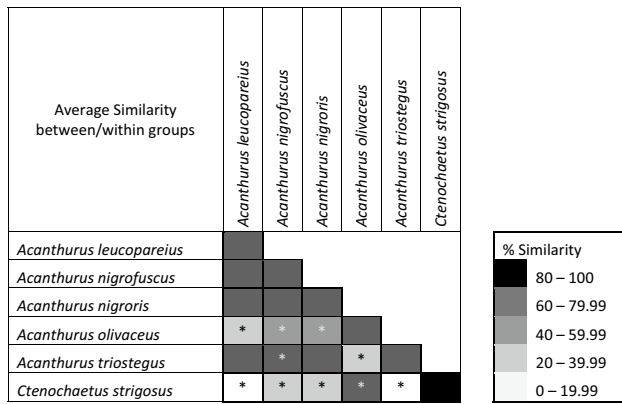 Average Similarity
between/within groups
Acanthurus leucopareius
Acanthurus nigrofuscus
Acanthurus nigroris
Acanthurus olivaceus
Acanthurus triostegus
Ctenochaetus strigosus
Acanthurus leucopareius
Acanthurus nigrofuscus
Acanthurus nigroris
Acanthurus olivaceus * * *
Acanthurus triostegus * *
Ctenochaetus strigosus * * * * *
% Similarity
80 – 100
60 – 79.99
40 – 59.99
20 – 39.99
0 – 19.99